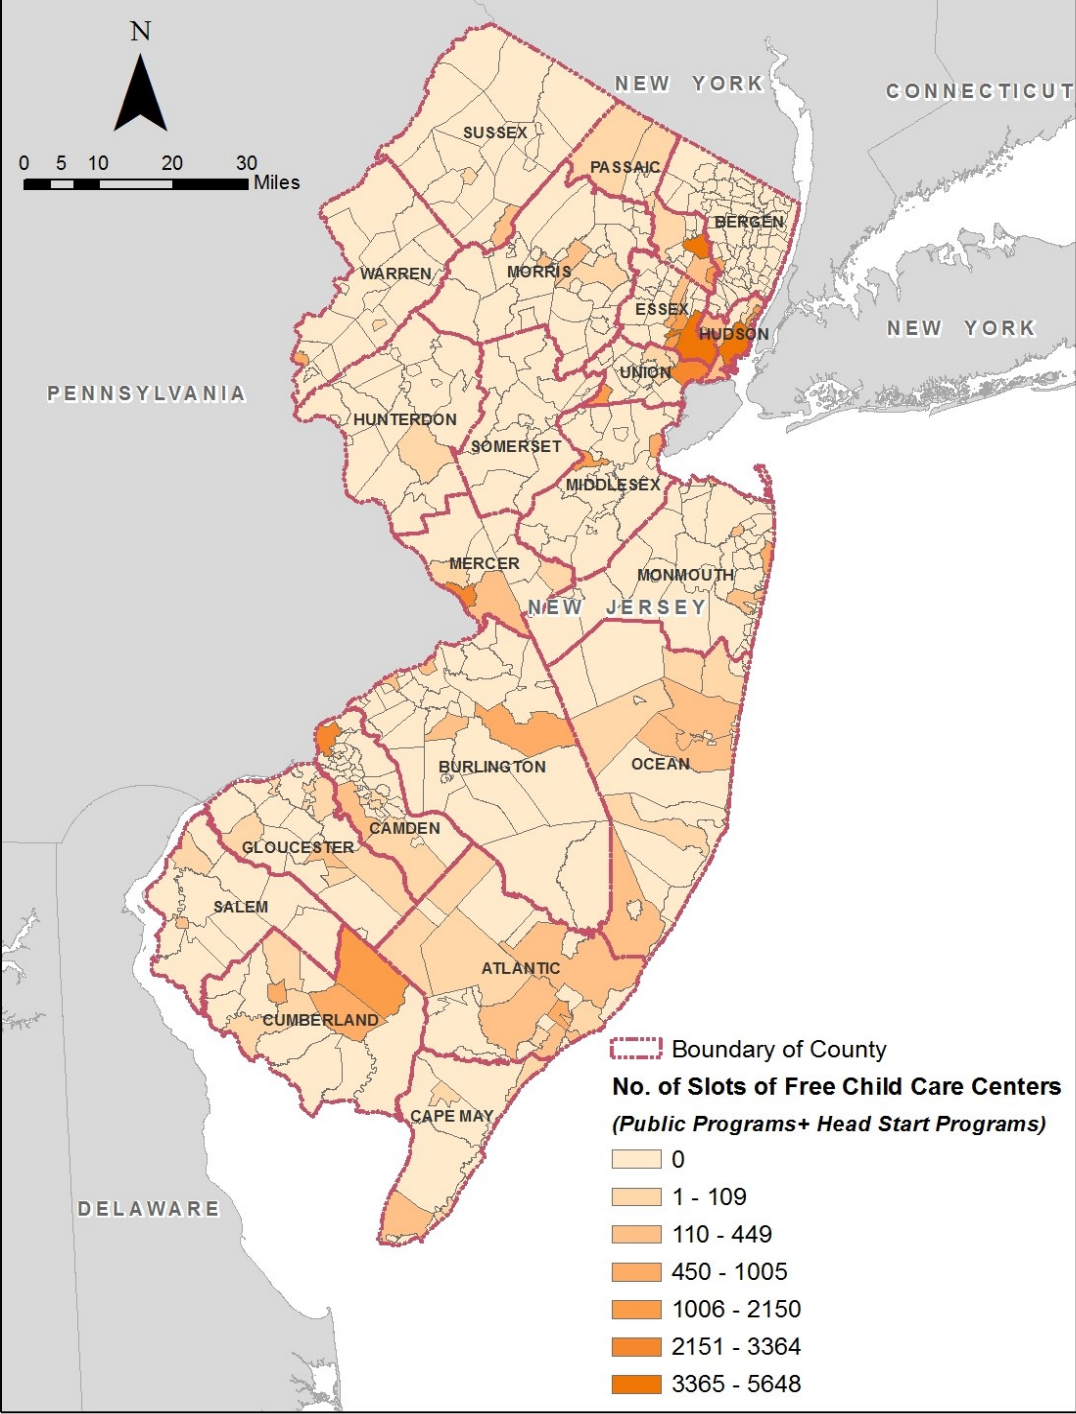 N
NEW YORK
CONNECTICUT
SUSSEX
0 5 10 20 30
Miles
PASSAIC
BERGEN
WARREN
MORRIS
ESSEX
HUDSON
NEW YORK
UNION
PENNSYLVANIA
HUNTERDON
SOMERSET
MIDDLESEX
MERCER
MONMOUTH
NEW JERSEY
OCEAN
BURLINGTON
CAMDEN
GLOUCESTER
SALEM
ATLANTIC
CUMBERLAND
CAPE MAY
DELAWARE
Boundary of County
No. of Slots of Free Child Care Centers
(Public Programs+ Head Start Programs)
0
1 - 109
110 - 449
450 - 1005
1006 - 2150
2151 - 3364
3365 - 5648